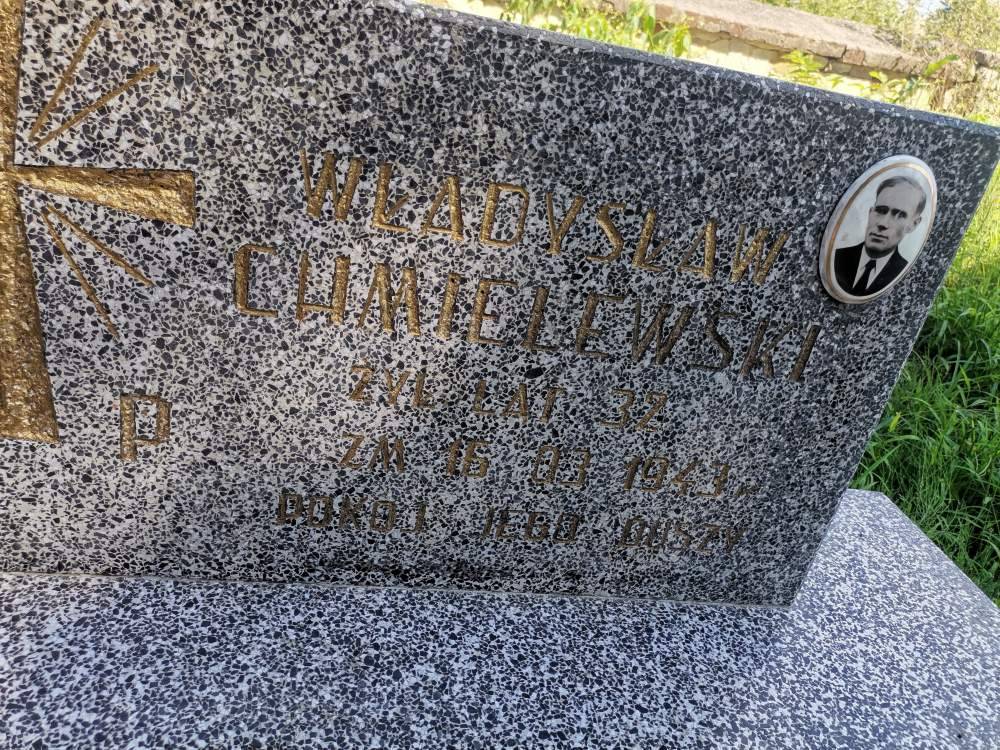 WŁADYSŁAW
CHMIELEWSKI
ŻYŁ LAT 32
P
ZM 16 03 1943 R
POKÓJ JEGO DUSZY